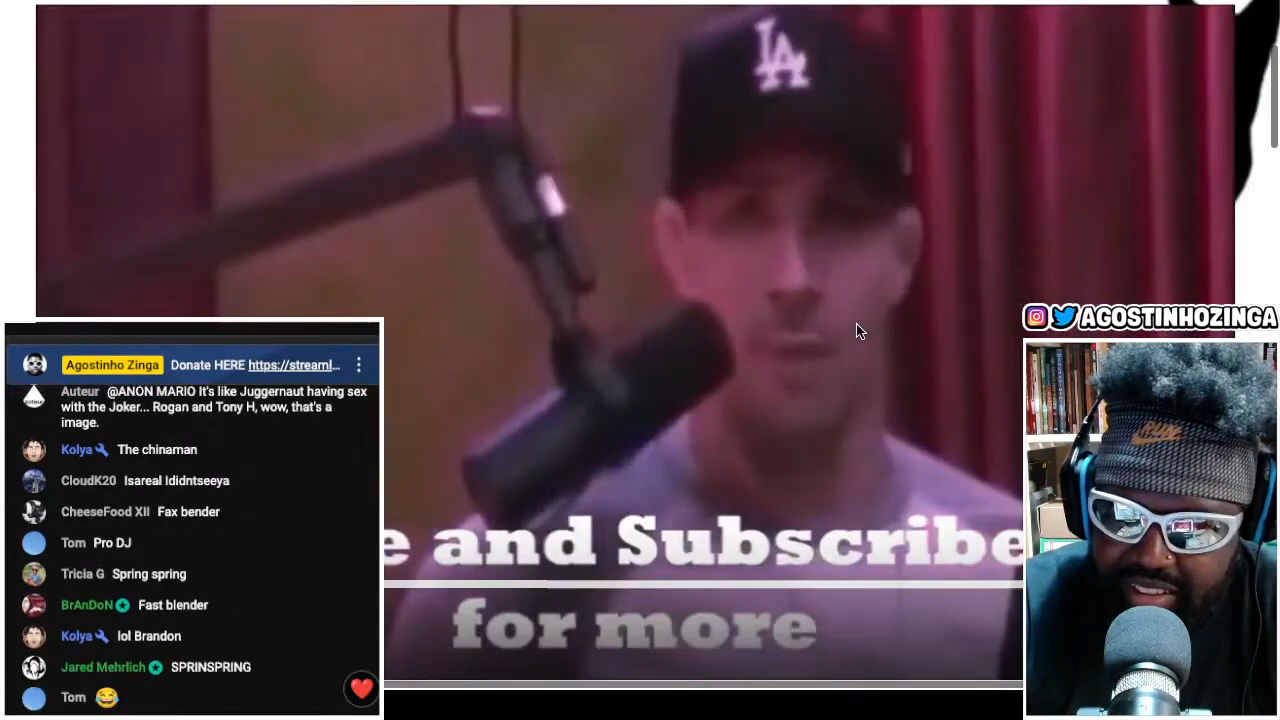 LA
Agostinho Zinga Donate HERE https://streaml...
Auteur @ANON MARIO It's like Juggernaut having sex
with the Joker... Rogan and Tony H, wow, that's a
image.
Kolya The chinaman
CloudK20 Isareal Ididntseeya
CheeseFood XII Fax bender
Tom Pro DJ
Tricia G Spring spring
BrAnDoN Fast blender
Kolya lol Brandon
Jared Mehrlich SPRINSPRING
Tom 😂
e and Subscribe
for more
AGOSTINHOZINGA